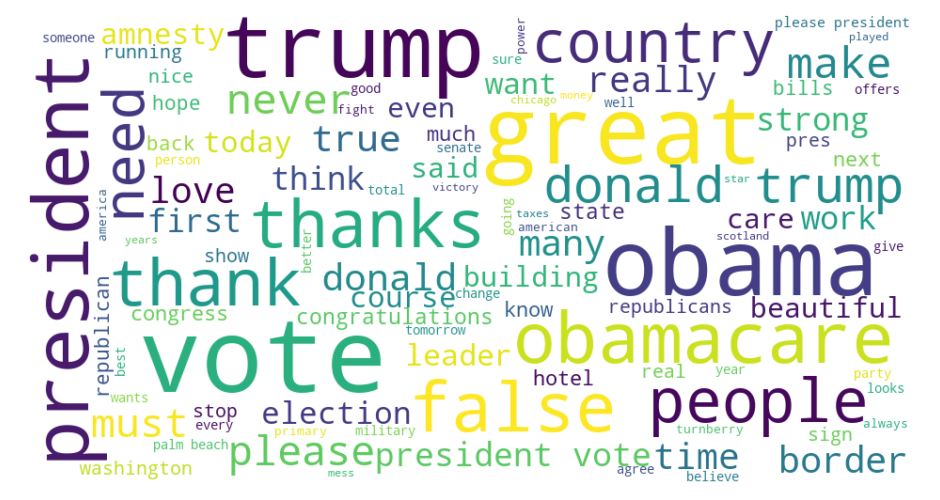 someone
amnesty
trump
power
country
please president
played
running
really
make
nice
want
sure
bills
offers
president
need
hope
never
good
fight
even
chicago
money
well
great
strong
back
today
true
much
senate
said
pres
next
person
love
think
total
victory
donald
star
trump
america
first
thanks
going
taxes
state
american
care
work
years
show
better
many
scotland
obama
give
thank
donald
building
course
change
know
republicans
beautiful
republican
congress
congratulations
tomorrow
obamacare
best
vote
leader
hotel
real
year
party
wants
false
people
looks
must
stop
every
election
primary
military
turnberry
sign
always
palm beach
please
president vote
time
border
washington
mess
agree
believe